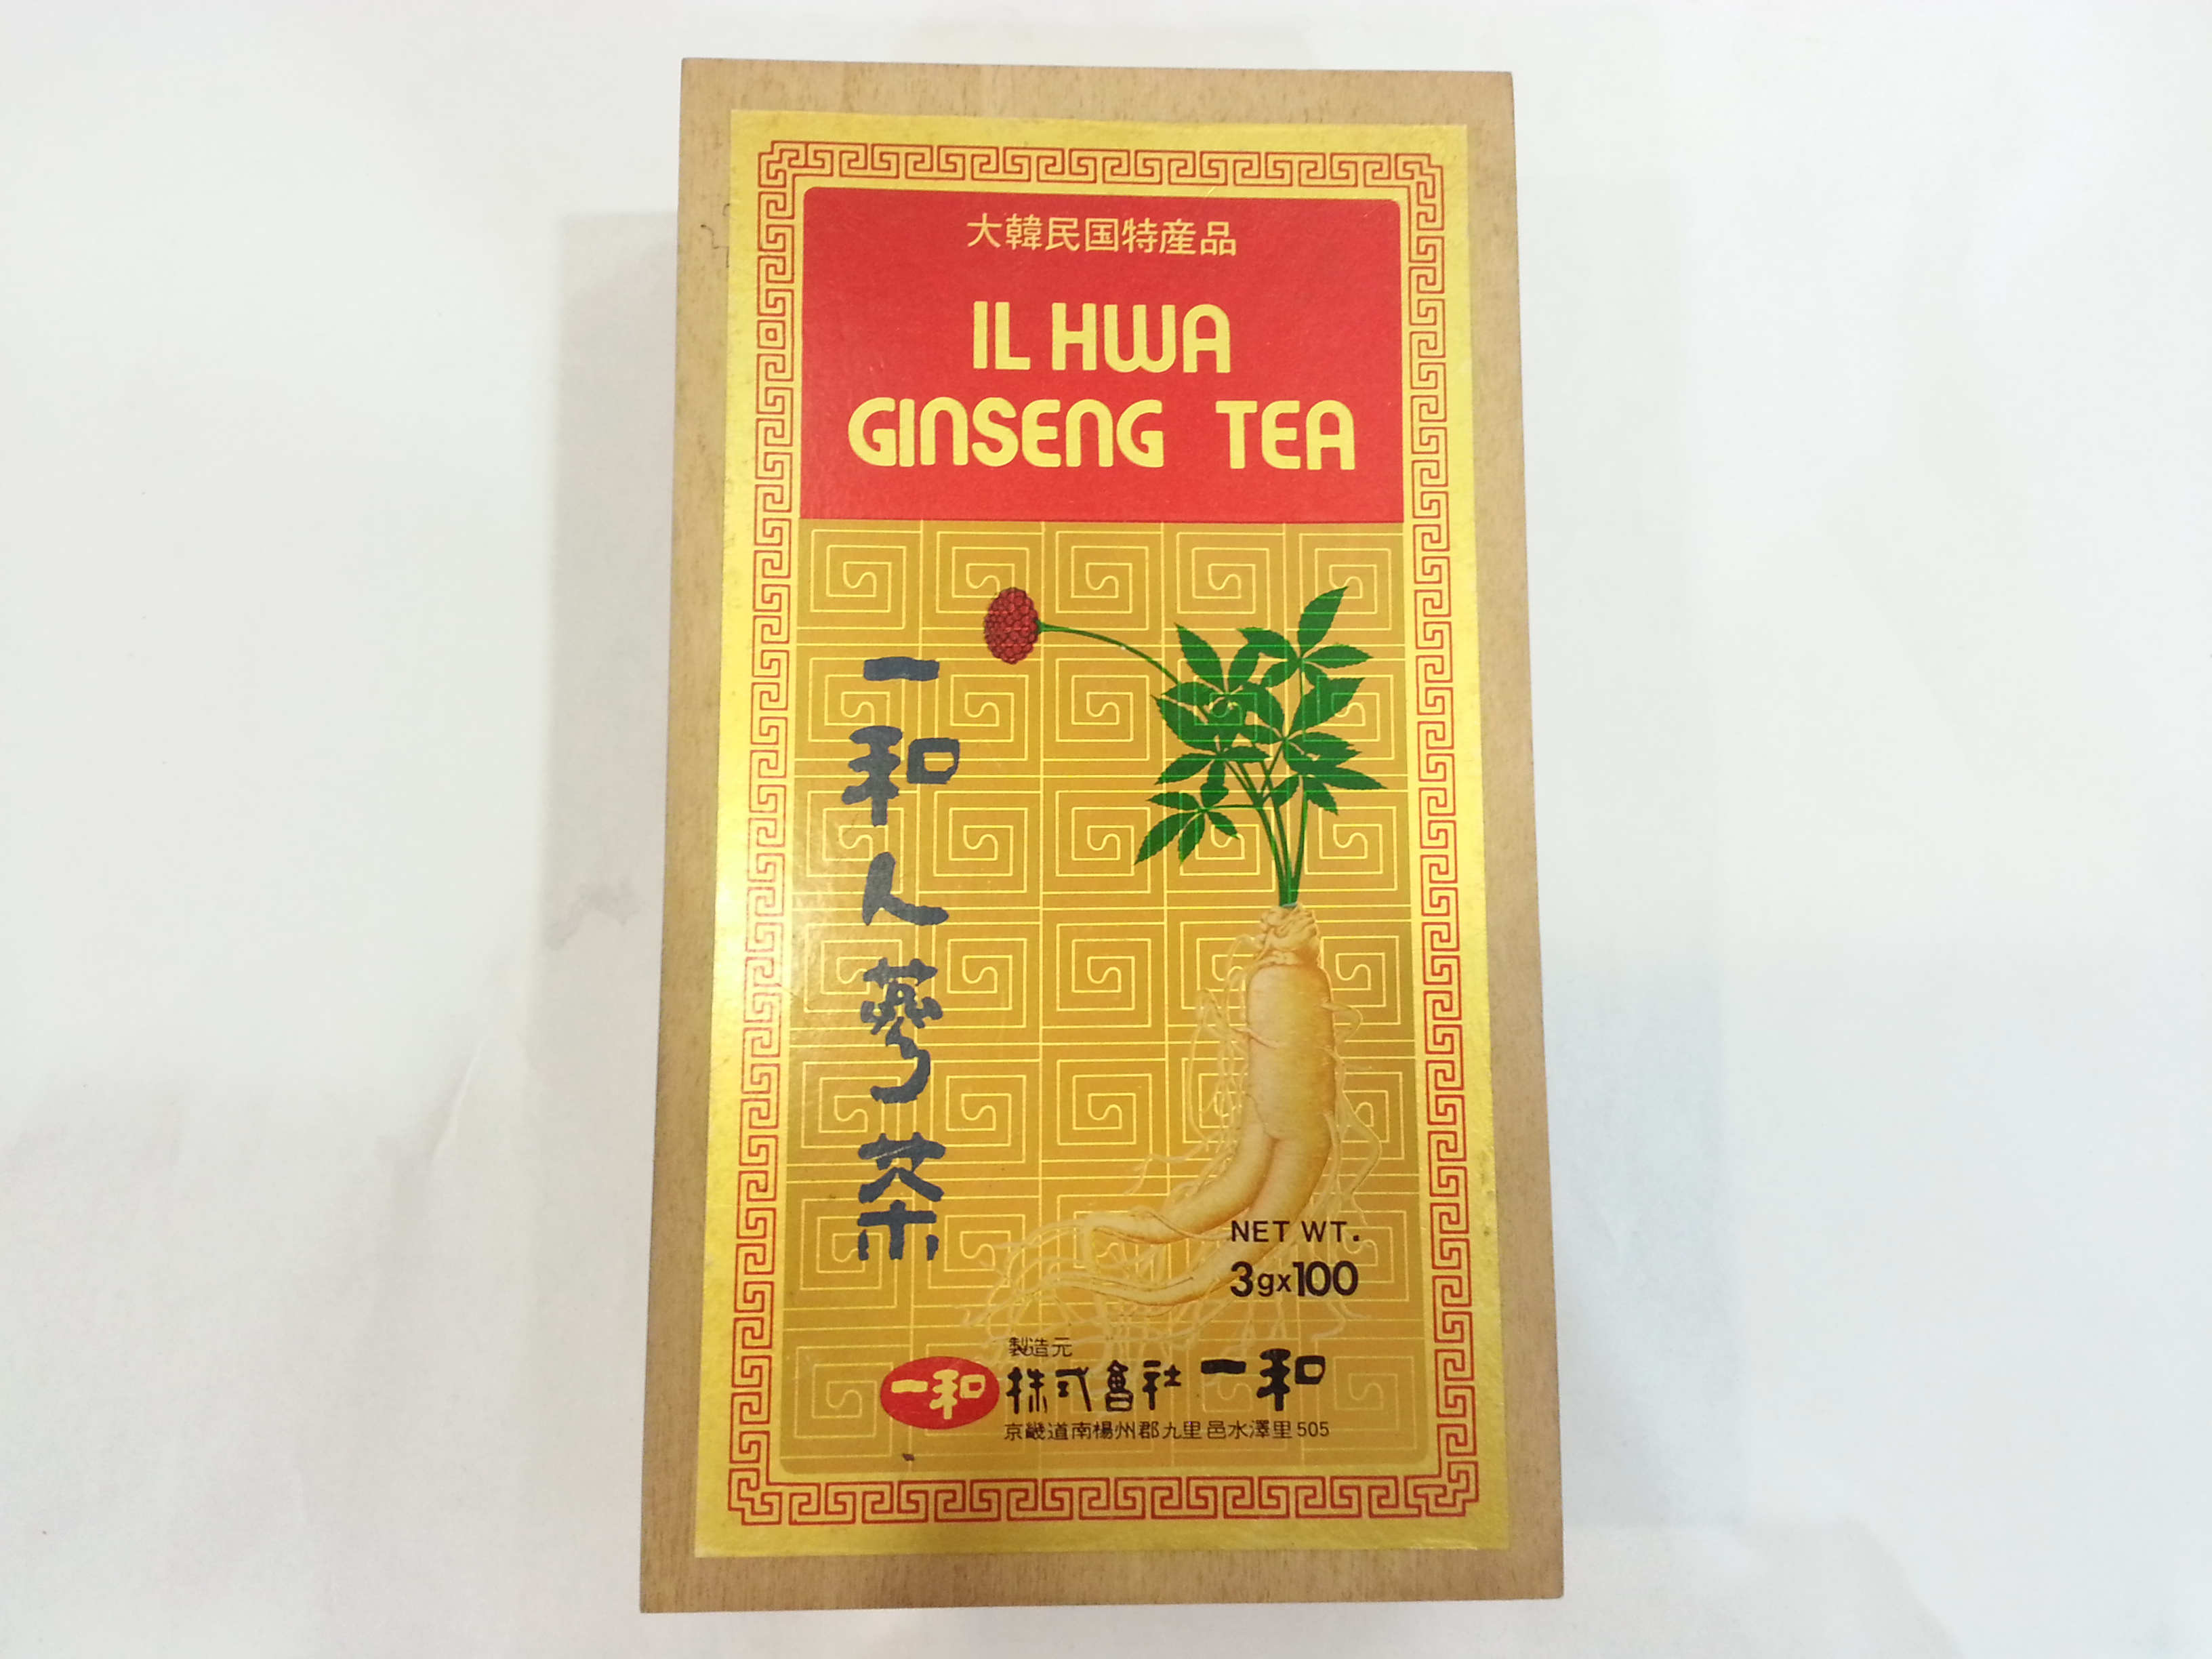 大韓民国特産品
IL HWA
GINSENG TEA
一和人蔘茶
NET WT.
3gx100
製造元
一和 株式會社 一和
京畿道南楊州郡九里邑水澤里505